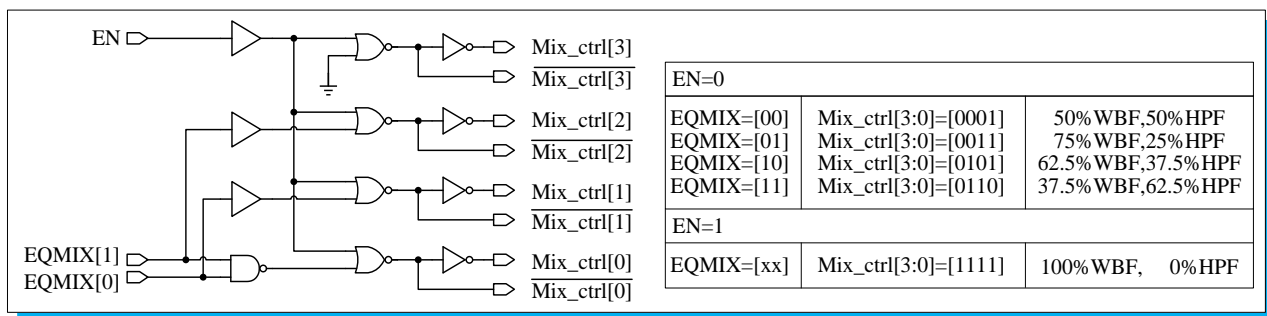 EN
Mix_ctrl[3]
Mix_ctrl[3]
Mix_ctrl[2]
Mix_ctrl[2]
Mix_ctrl[1]
Mix_ctrl[1]
EQMIX[1]
EQMIX[0]
Mix_ctrl[0]
Mix_ctrl[0]
EN=0
EQMIX=[00] Mix_ctrl[3:0]=[0001] 50%WBF,50%HPF
EQMIX=[01] Mix_ctrl[3:0]=[0011] 75%WBF,25%HPF
EQMIX=[10] Mix_ctrl[3:0]=[0101] 62.5%WBF,37.5%HPF
EQMIX=[11] Mix_ctrl[3:0]=[0110] 37.5%WBF,62.5%HPF
EN=1
EQMIX=[xx] Mix_ctrl[3:0]=[1111] 100%WBF, 0%HPF